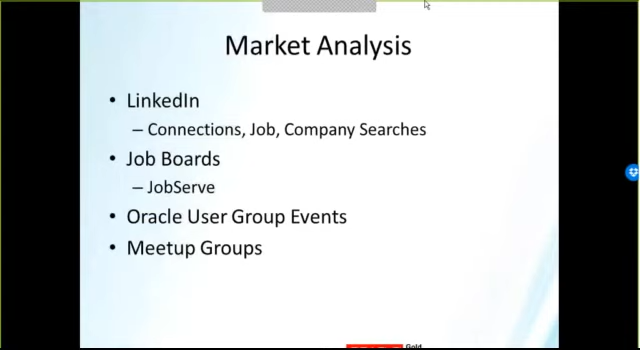 Market Analysis
• LinkedIn
– Connections, Job, Company Searches
• Job Boards
– JobServe
• Oracle User Group Events
• Meetup Groups
Gold